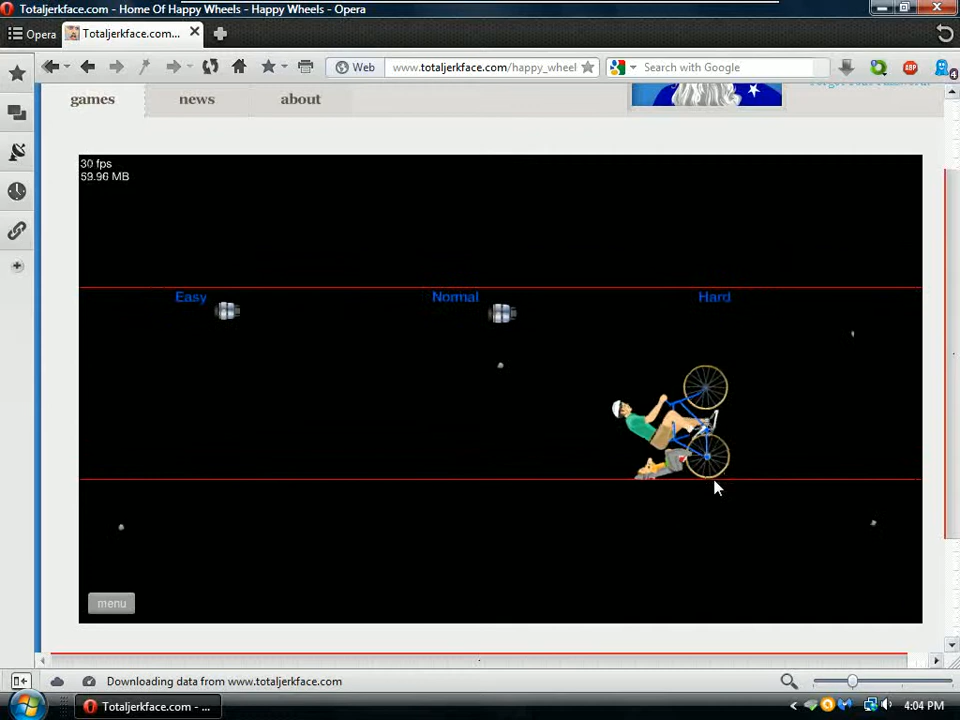 Totaljerkface.com - Home Of Happy Wheels - Happy Wheels - Opera
Opera
Totaljerkface.com...
Web
www.totaljerkface.com/happy_wheel
Search with Google
ABP
4
games
news
about
30 fps
59.96 MB
Easy
Normal
Hard
menu
Downloading data from www.totaljerkface.com
Totaljerkface.com - ...
4:04 PM